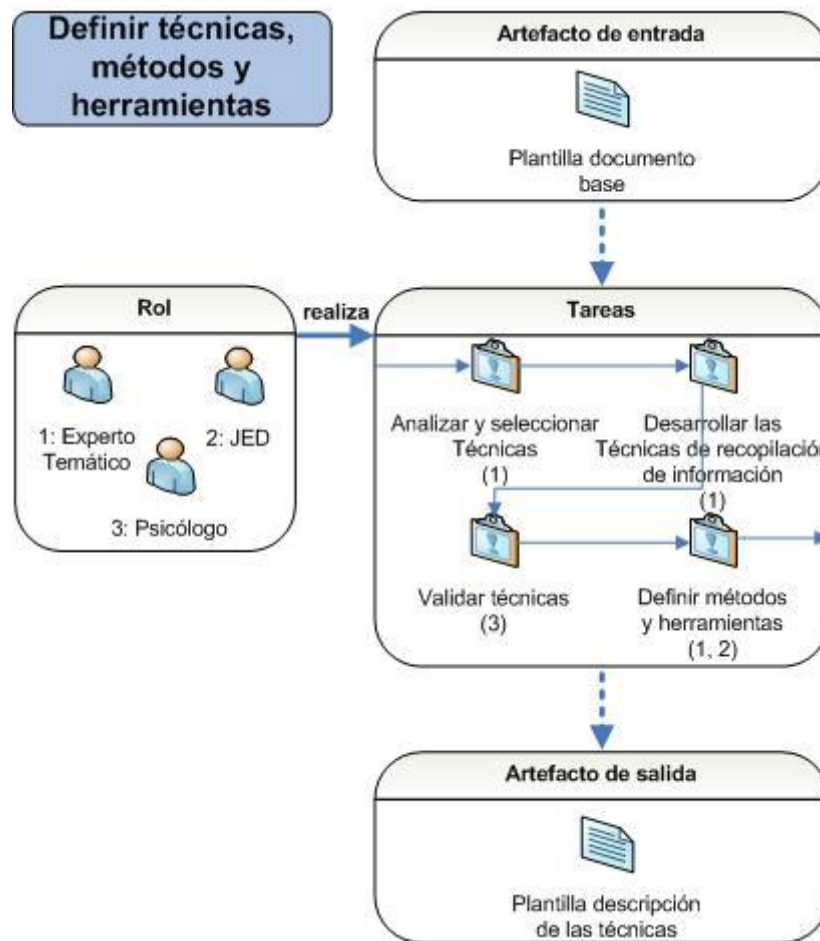 Definir técnicas,
métodos y
herramientas
Artefacto de entrada
Plantilla documento
base
Rol
1: Experto
Temático
2: JED
3: Psicólogo
realiza
Tareas
Analizar y seleccionar
Técnicas
(1)
Desarrollar las
Técnicas de recopilación
de información
(1)
Validar técnicas
(3)
Definir métodos
y herramientas
(1, 2)
Artefacto de salida
Plantilla descripción
de las técnicas